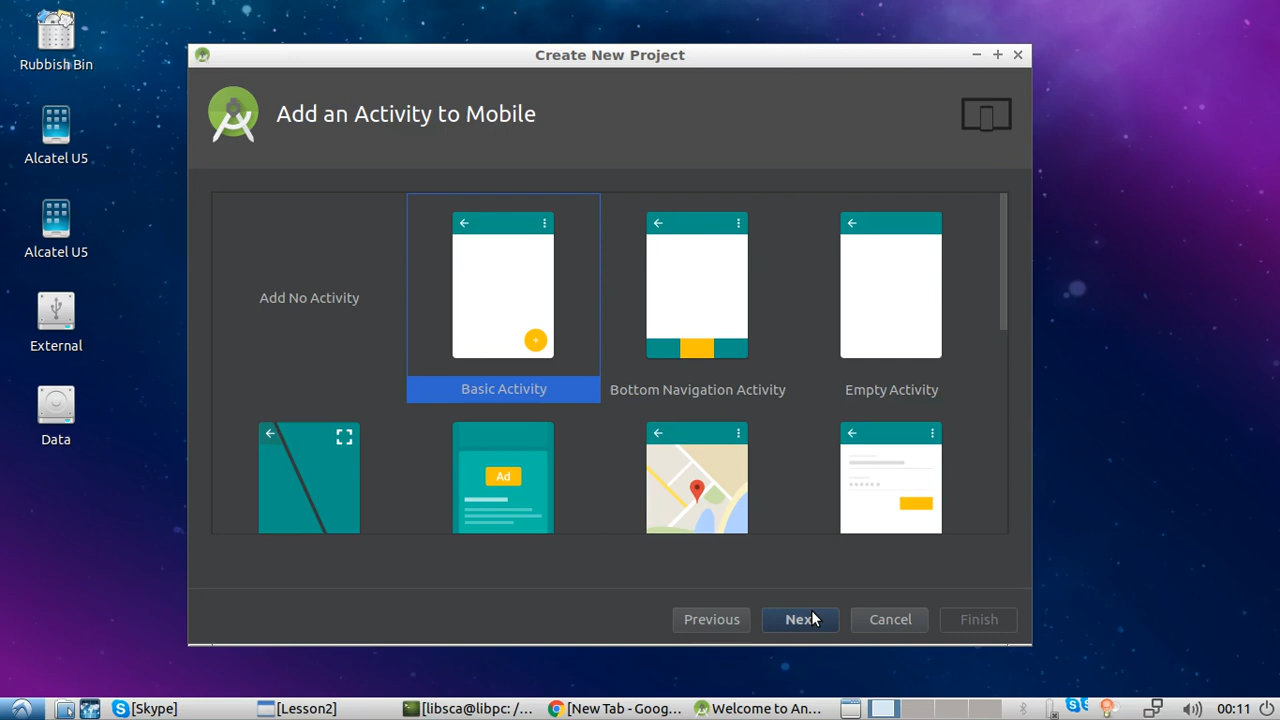 Rubbish Bin
Alcatel U5
Alcatel U5
External
Data
Create New Project
Add an Activity to Mobile
Add No Activity
Basic Activity
Bottom Navigation Activity
Empty Activity
Ad
Previous
Next
Cancel
Finish
[Skype]
[Lesson2]
[libsca@libpc: /...
[New Tab - Goog...
Welcome to An...
00:11